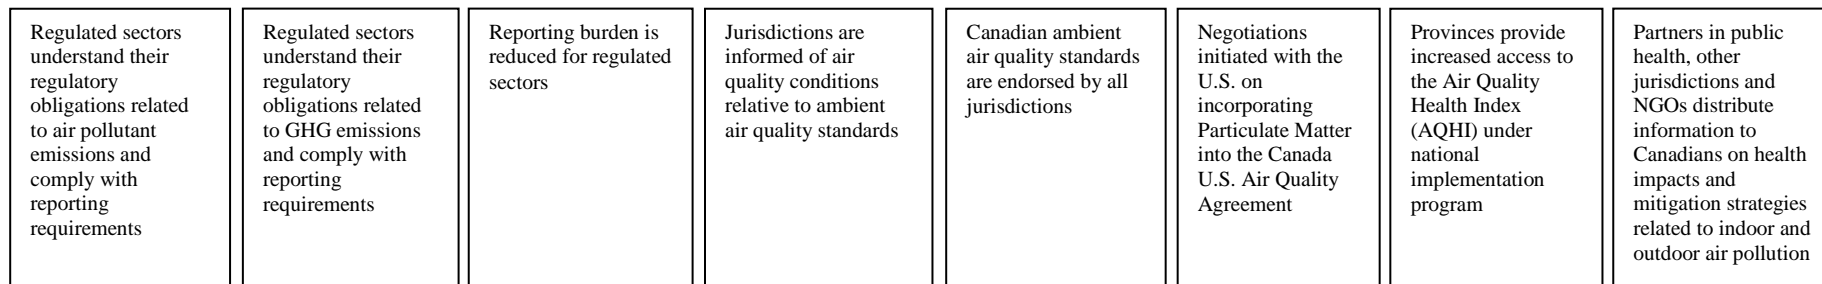 Regulated sectors
understand their
regulatory
obligations related
to air pollutant
emissions and
comply with
reporting
requirements
Regulated sectors
understand their
regulatory
obligations related
to GHG emissions
and comply with
reporting
requirements
Reporting burden is
reduced for regulated
sectors
Jurisdictions are
informed of air
quality conditions
relative to ambient
air quality standards
Canadian ambient
air quality standards
are endorsed by all
jurisdictions
Negotiations
initiated with the
U.S. on
incorporating
Particulate Matter
into the Canada
U.S. Air Quality
Agreement
Provinces provide
increased access to
the Air Quality
Health Index
(AQHI) under
national
implementation
program
Partners in public
health, other
jurisdictions and
NGOs distribute
information to
Canadians on health
impacts and
mitigation strategies
related to indoor and
outdoor air pollution